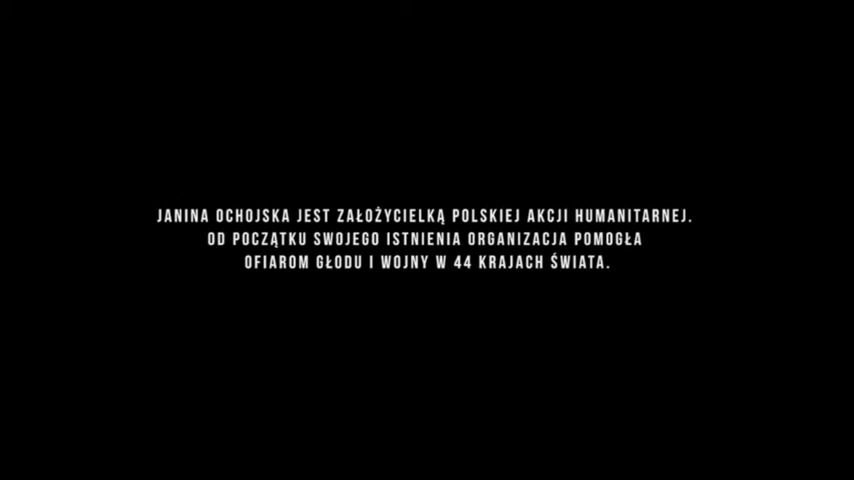 JANINA OCHOJSKA JEST ZAŁOŻYCIELKĄ POLSKIEJ AKCJI HUMANITARNEJ.
OD POCZĄTKU SWOJEGO ISTNIENIA ORGANIZACJA POMOGŁA
OFIAROM GŁODU I WOJNY W 44 KRAJACH ŚWIATA.